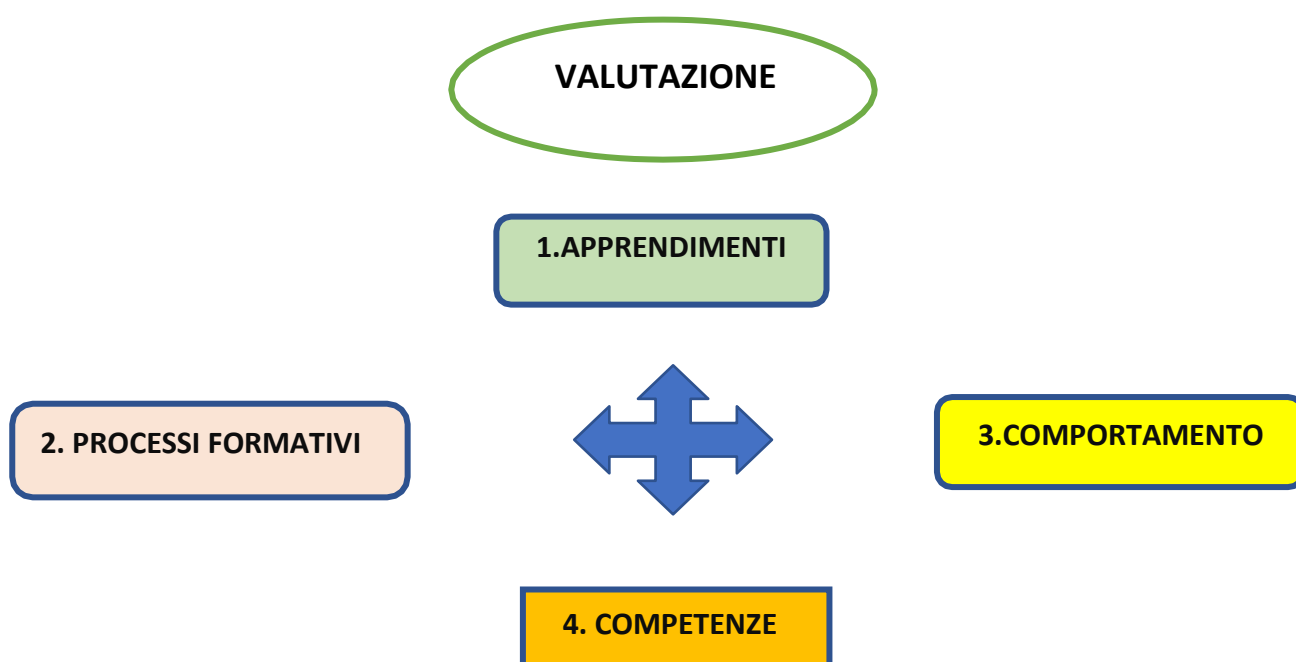 VALUTAZIONE
1.APPRENDIMENTI
2. PROCESSI FORMATIVI
3.COMPORTAMENTO
4. COMPETENZE